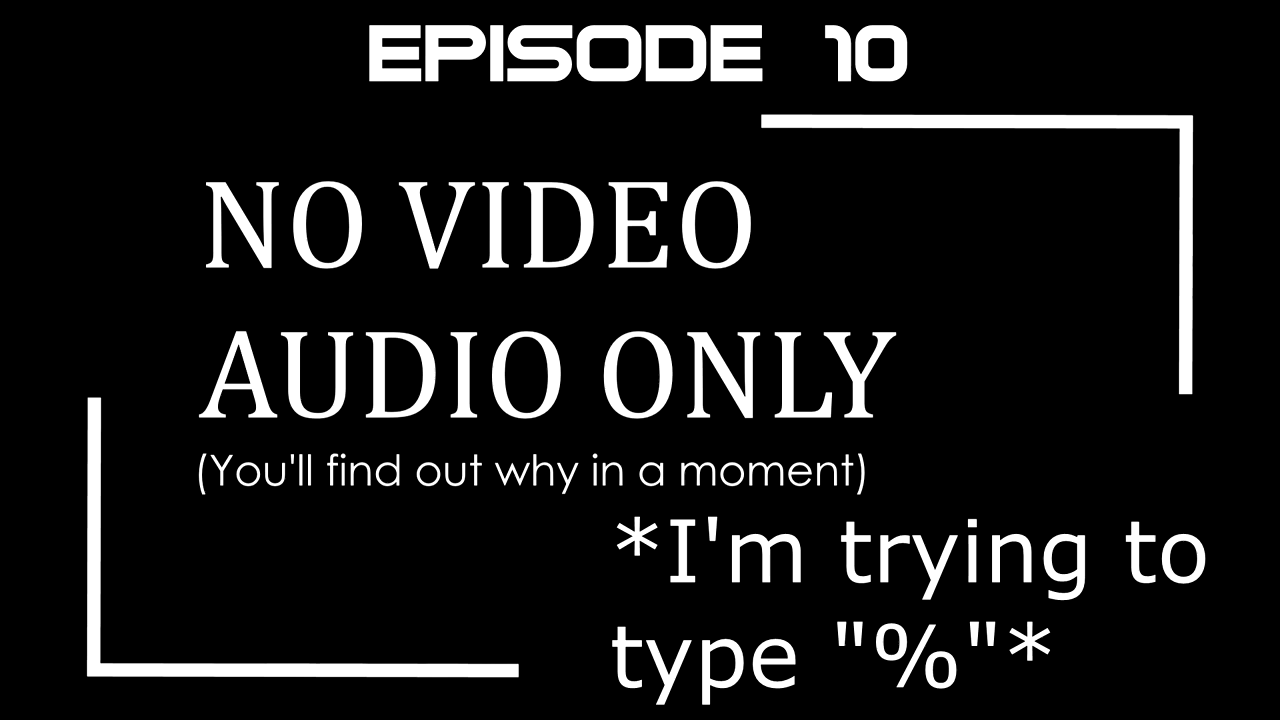 EPISODE 10
NO VIDEO
AUDIO ONLY
(You'll find out why in a moment)
*I'm trying to
type "%"*